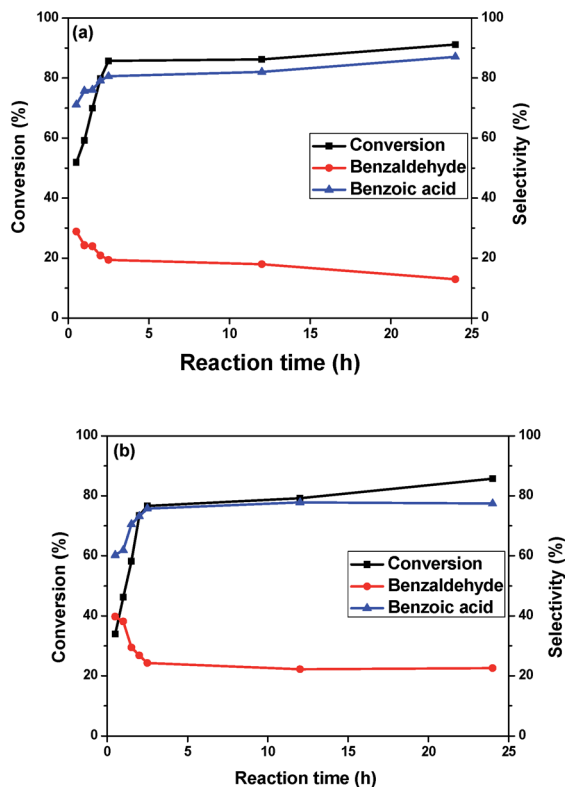 (a)
100
80
60
40
20
0
Conversion (%)
100
80
60
40
20
0
Selectivity (%)
Conversion
Benzaldehyde
Benzoic acid
0 5 10 15 20 25
Reaction time (h)
(b)
100
80
60
40
20
0
Conversion (%)
100
80
60
40
20
0
Selectivity (%)
Conversion
Benzaldehyde
Benzoic acid
0 5 10 15 20 25
Reaction time (h)